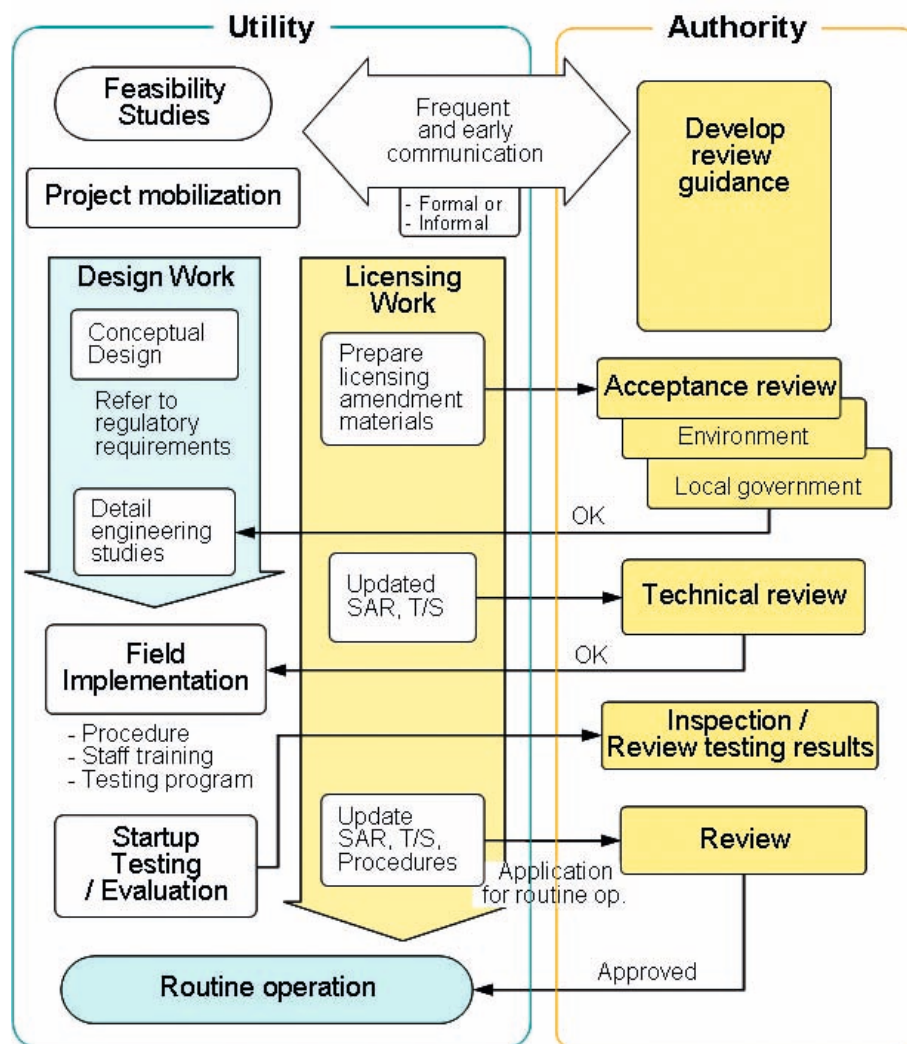 Utility
Authority
Feasibility
Studies
Frequent
and early
communication
Develop
review
guidance
Project mobilization
- Formal or
- Informal
Design Work
Licensing
Work
Conceptual
Design
Prepare
licensing
amendment
materials
Acceptance review
Environment
Local government
Refer to
regulatory
requirements
OK
Detail
engineering
studies
Updated
SAR, T/S
Technical review
OK
Field
Implementation
- Procedure
- Staff training
- Testing program
Inspection /
Review testing results
Startup
Testing
/ Evaluation
Update
SAR, T/S,
Procedures
Review
Application
for routine op.
Approved
Routine operation